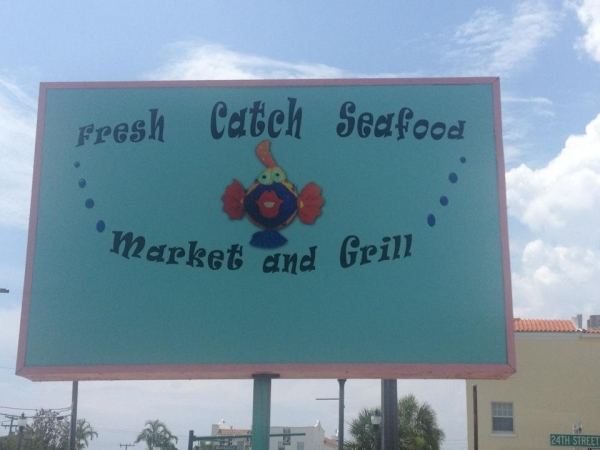 Fresh Catch Seafood
Market and Grill
24TH STREET